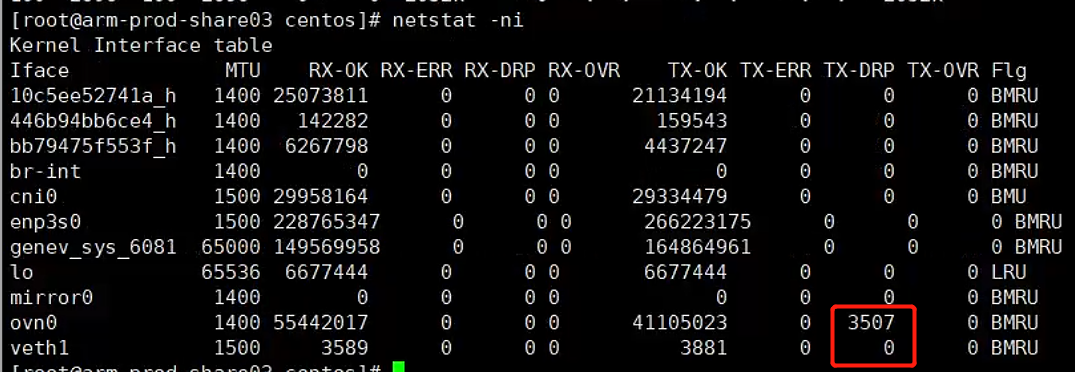 [root@arm-prod-share03 centos]# netstat -ni
Kernel Interface table
Iface MTU RX-OK RX-ERR RX-DRP RX-OVR TX-OK TX-ERR TX-DRP TX-OVR Flg
10c5ee52741a_h 1400 25073811 0 0 0 21134194 0 0 0 BMRU
446b94bb6ce4_h 1400 142282 0 0 0 159543 0 0 0 BMRU
bb79475f553f_h 1400 6267798 0 0 0 4437247 0 0 0 BMRU
br-int 1400 0 0 0 0 0 0 0 0 BMRU
cni0 1500 29958164 0 0 0 29334479 0 0 0 BMU
enp3s0 1500 228765347 0 0 0 266223175 0 0 0 BMRU
genev_sys_6081 65000 149569958 0 0 0 164864961 0 0 0 BMRU
lo 65536 6677444 0 0 0 6677444 0 0 0 LRU
mirror0 1400 0 0 0 0 0 0 0 0 BMRU
ovn0 1400 55442017 0 0 0 41105023 0 3507 0 BMRU
veth1 1500 3589 0 0 0 3881 0 0 0 BMRU
[root@arm-prod-share03 centos]#